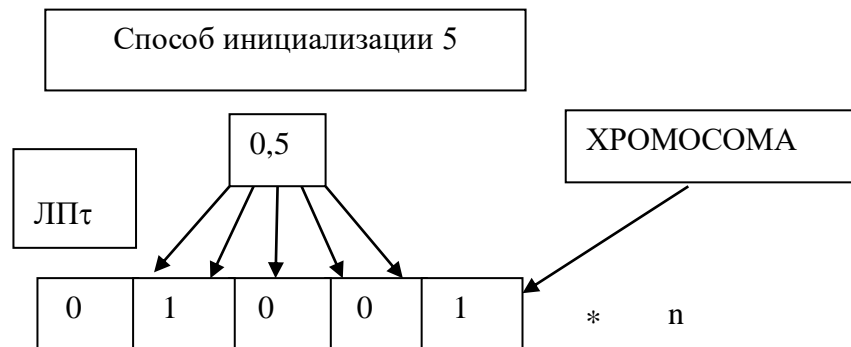 Способ инициализации 5
0,5
ХРОМОСОМА
ЛПτ
0 1 0 0 1 * n